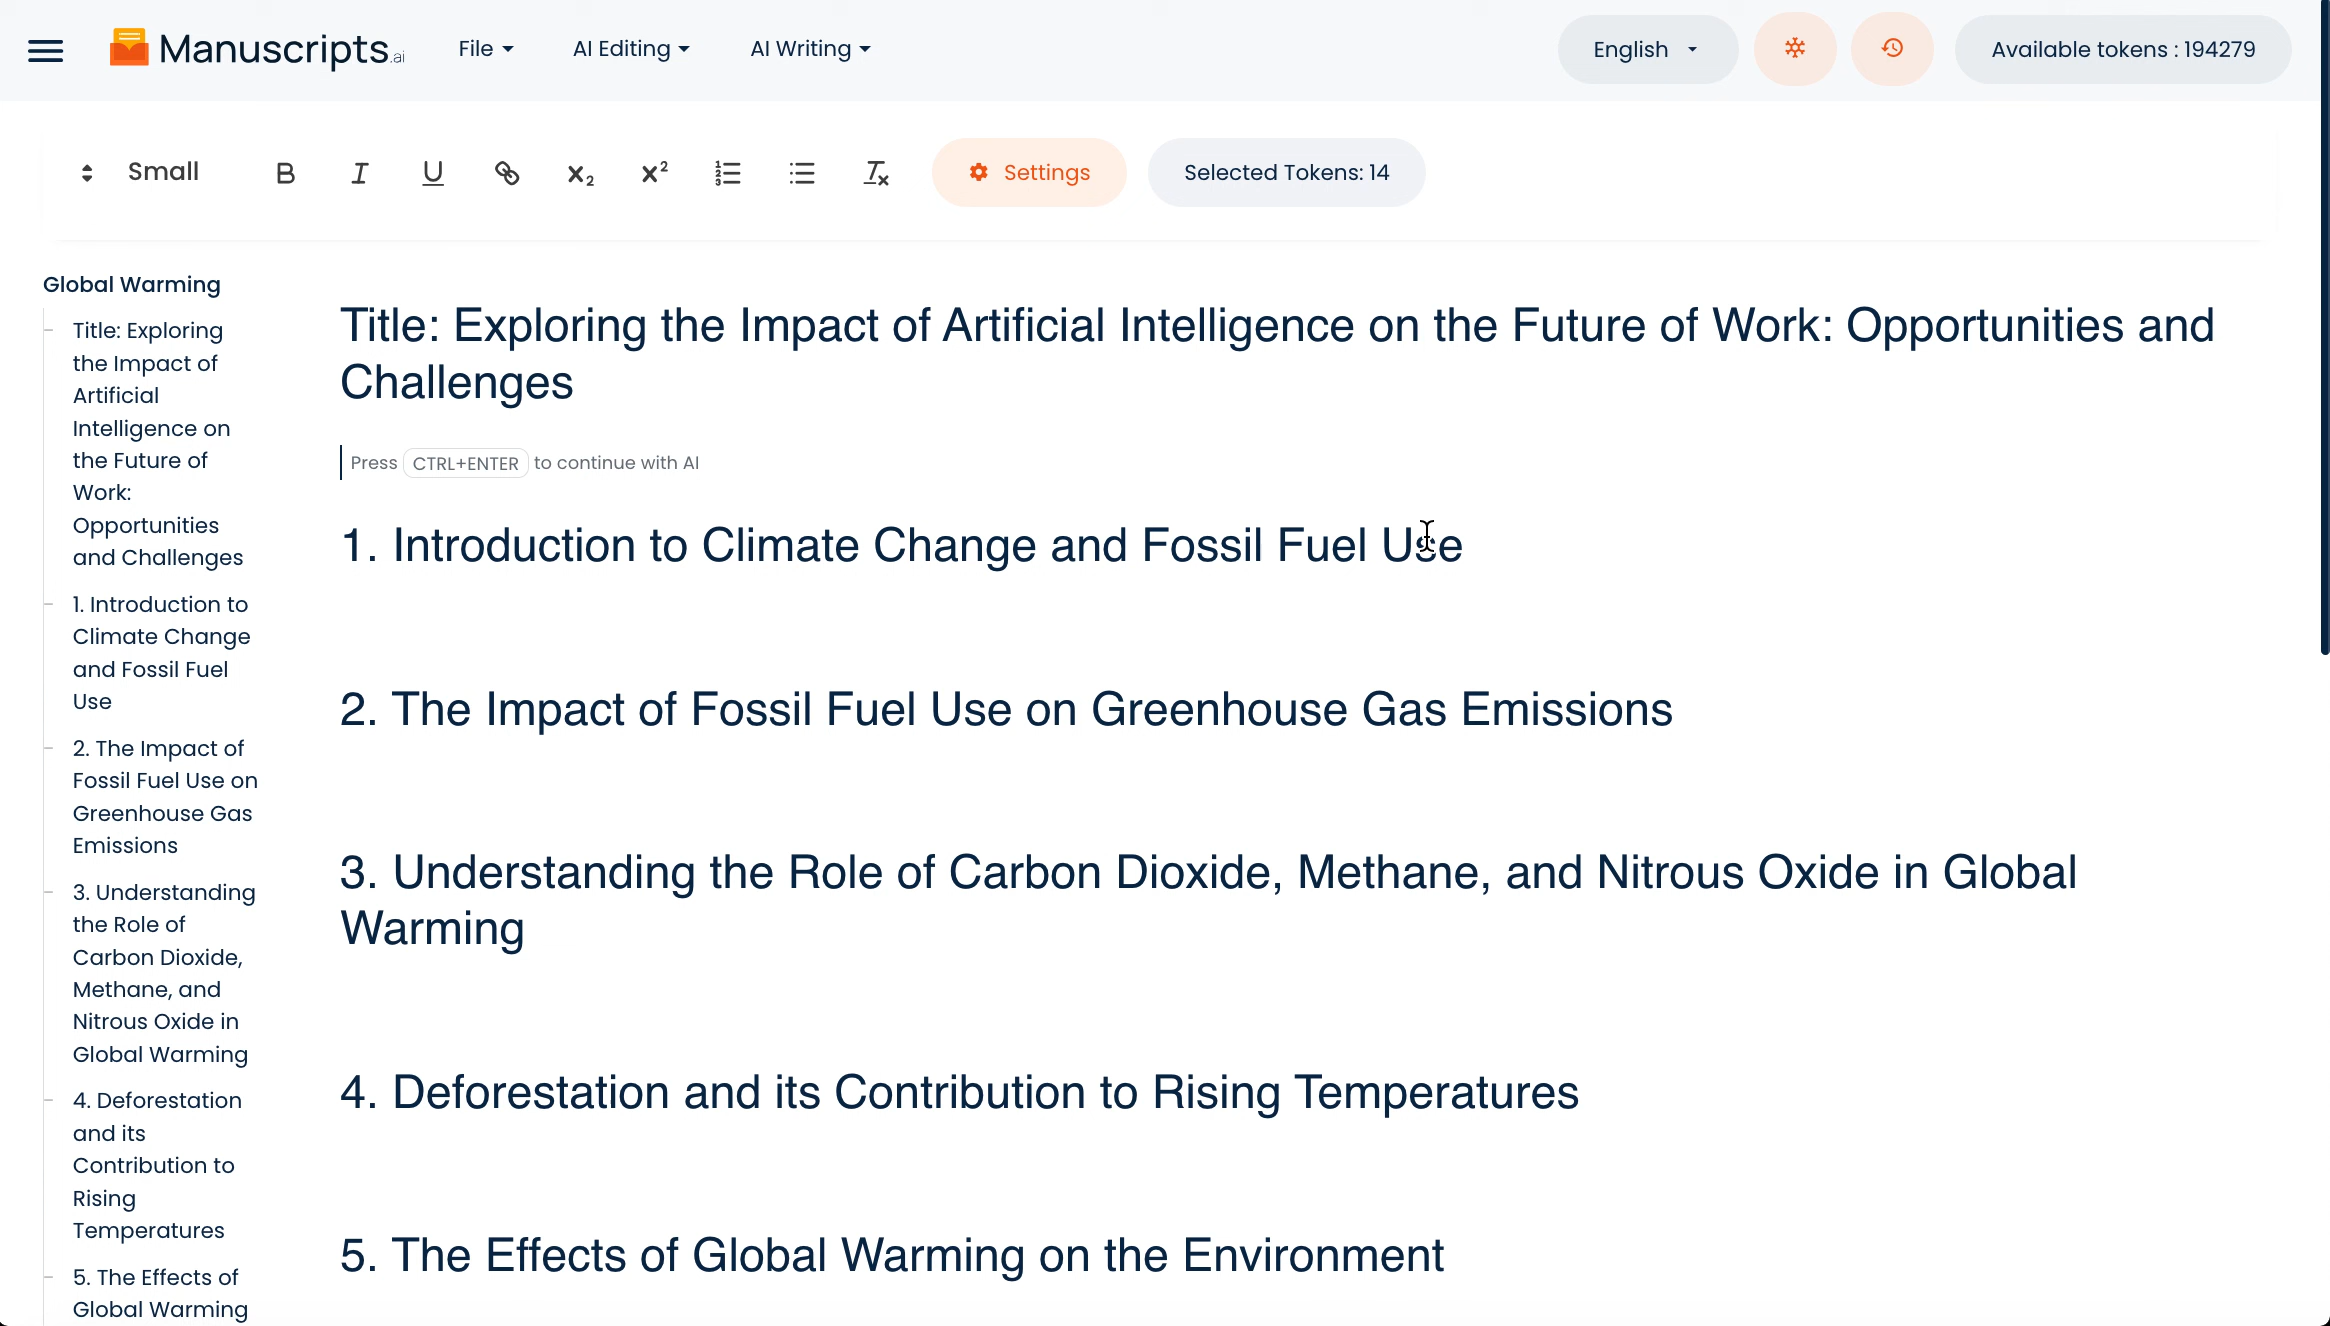 Manuscripts.ai
File
AI Editing
AI Writing
English
Available tokens : 194279
Small
B
I
U
x₂
x²
Settings
Selected Tokens: 14
Global Warming
Title: Exploring
the Impact of
Artificial
Intelligence on
the Future of
Work:
Opportunities
and Challenges
1. Introduction to
Climate Change
and Fossil Fuel
Use
2. The Impact of
Fossil Fuel Use on
Greenhouse Gas
Emissions
3. Understanding
the Role of
Carbon Dioxide,
Methane, and
Nitrous Oxide in
Global Warming
4. Deforestation
and its
Contribution to
Rising
Temperatures
5. The Effects of
Global Warming
Title: Exploring the Impact of Artificial Intelligence on the Future of Work: Opportunities and
Challenges
Press CTRL+ENTER to continue with AI
1. Introduction to Climate Change and Fossil Fuel Use
2. The Impact of Fossil Fuel Use on Greenhouse Gas Emissions
3. Understanding the Role of Carbon Dioxide, Methane, and Nitrous Oxide in Global
Warming
4. Deforestation and its Contribution to Rising Temperatures
5. The Effects of Global Warming on the Environment